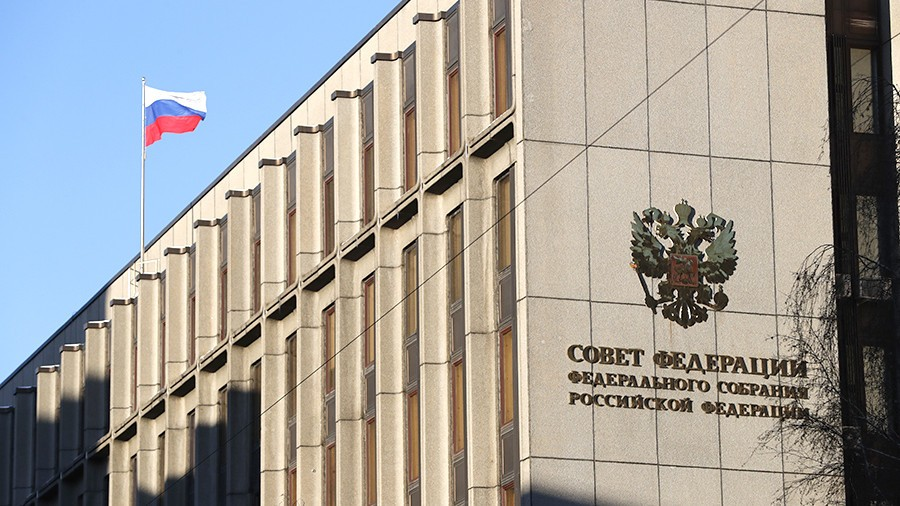 СОВЕТ ФЕДЕРАЦИИ
ФЕДЕРАЛЬНОГО СОБРАНИЯ
РОССИЙСКОЙ ФЕДЕРАЦИИ